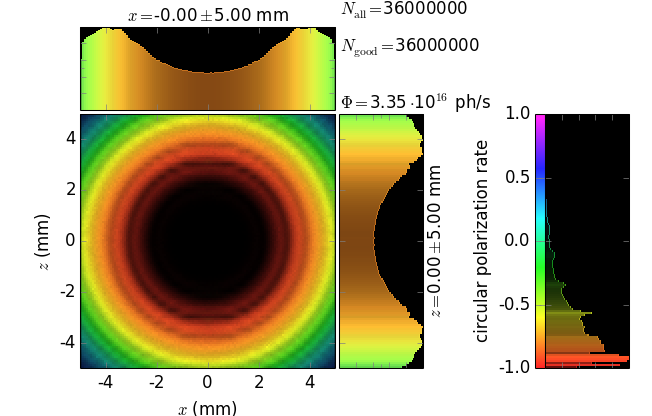 x=-0.00±5.00 mm
N_all=36000000
N_good=36000000
Φ=3.35·10^16 ph/s
4
2
0
-2
-4
z (mm)
-4 -2 0 2 4
x (mm)
z=0.00±5.00 mm
circular polarization rate
1.0
0.5
0.0
-0.5
-1.0